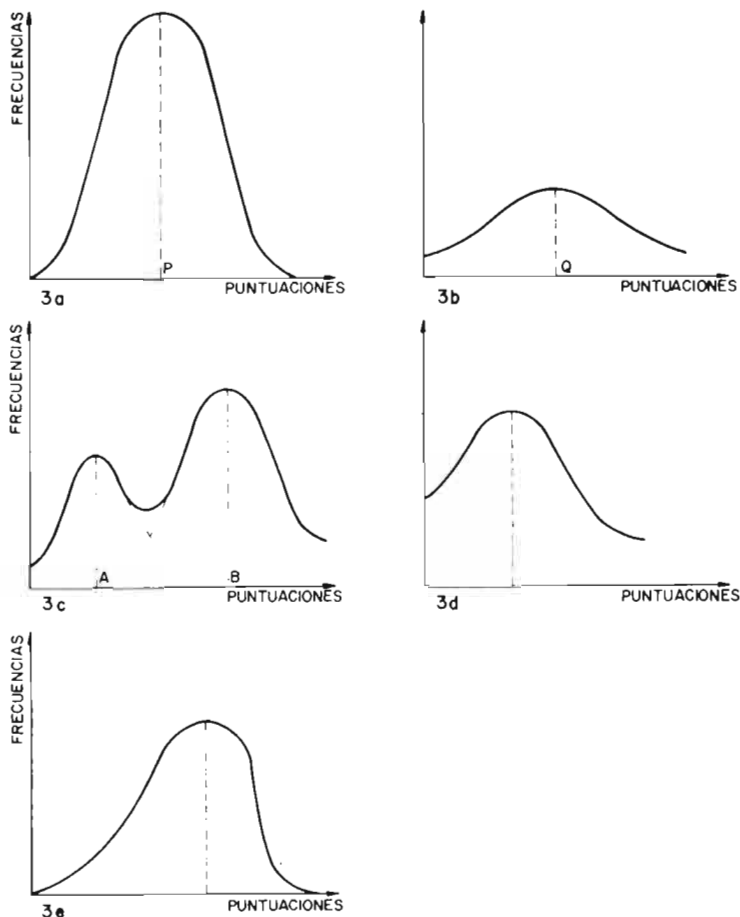 FRECUENCIAS
P
3a
PUNTUACIONES
Q
3b
PUNTUACIONES
FRECUENCIAS
A
B
3c
PUNTUACIONES
3d
PUNTUACIONES
FRECUENCIAS
3e
PUNTUACIONES